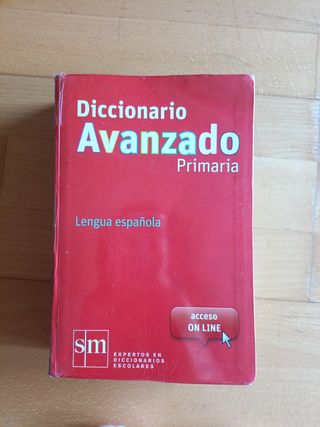 Diccionario
Avanzado
Primaria
Lengua española
acceso
ON LINE
sm
EXPERTOS EN
DICCIONARIOS
ESCOLARES